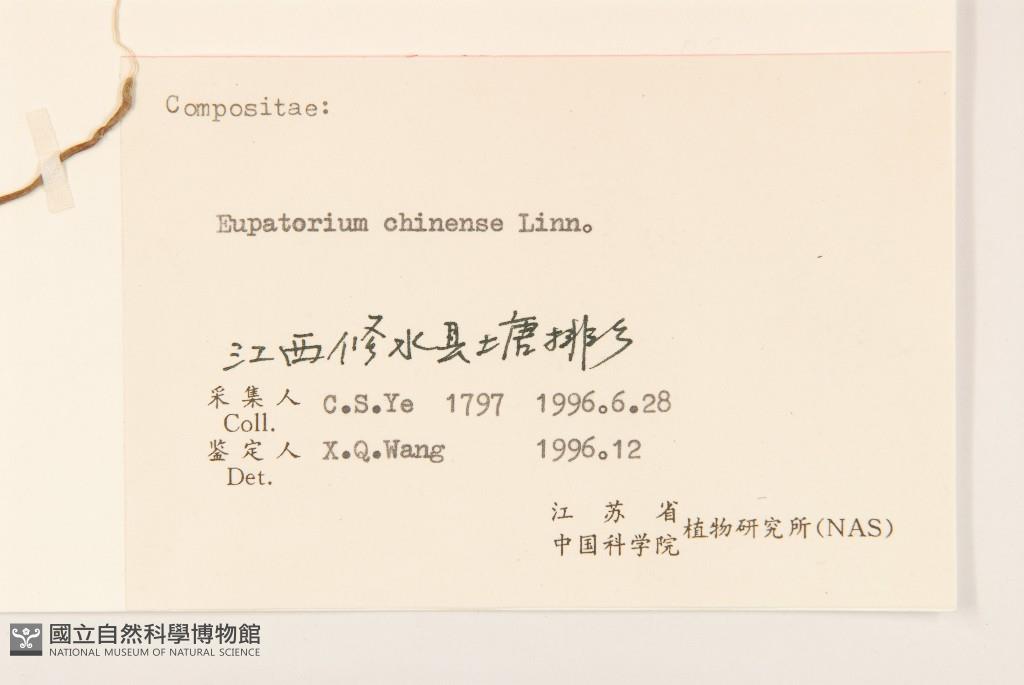 Compositae:
Eupatorium chinense Linn.
江西修水县塘排乡
采集人 C.S.Ye 1797 1996.6.28
Coll.
鉴定人 X.Q.Wang 1996.12
Det.
江苏省
中国科学院 植物研究所(NAS)
國立自然科學博物館
NATIONAL MUSEUM OF NATURAL SCIENCE